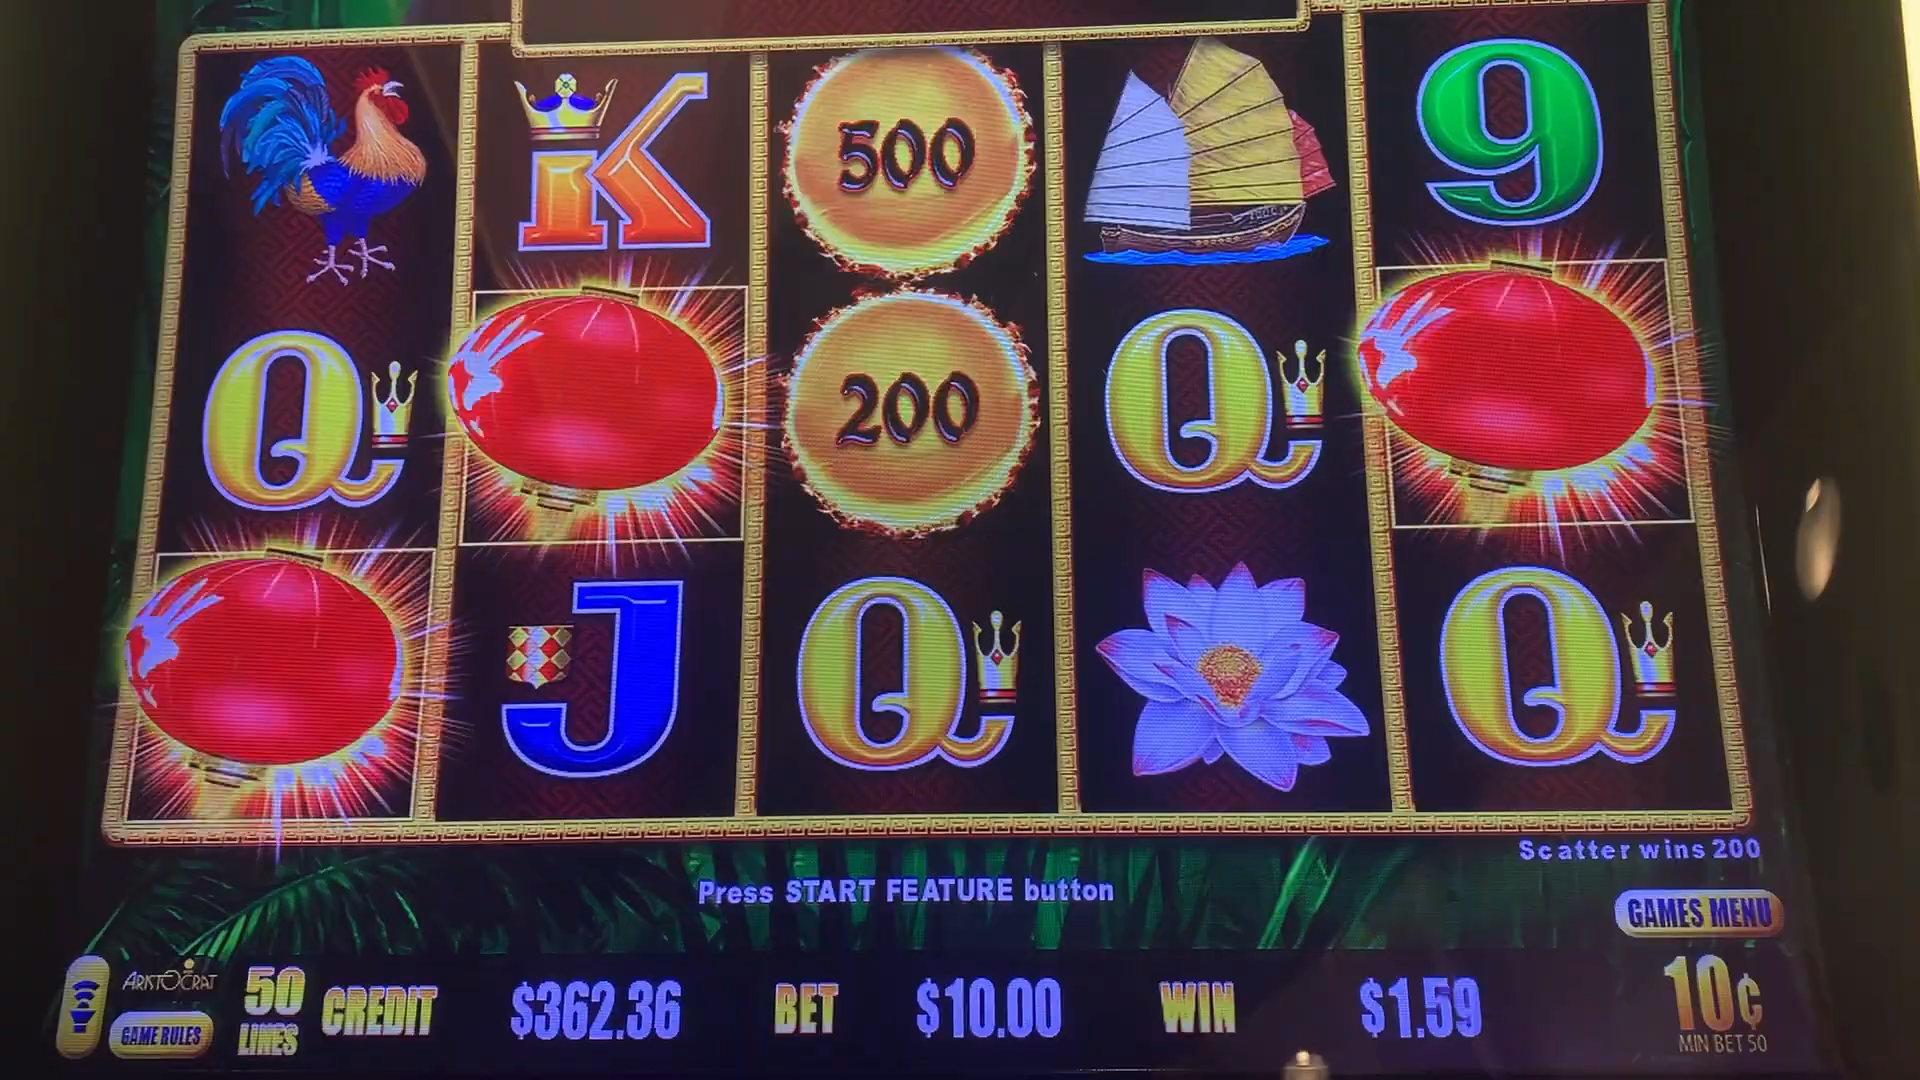 K
500
9
Q
200
Q
J
Q
Q
Scatter wins 200
Press START FEATURE button
GAMES MENU
ARISTOCRAT
GAME RULES
50
LINES
CREDIT
$362.36
BET
$10.00
WIN
$1.59
10¢
MIN BET 50